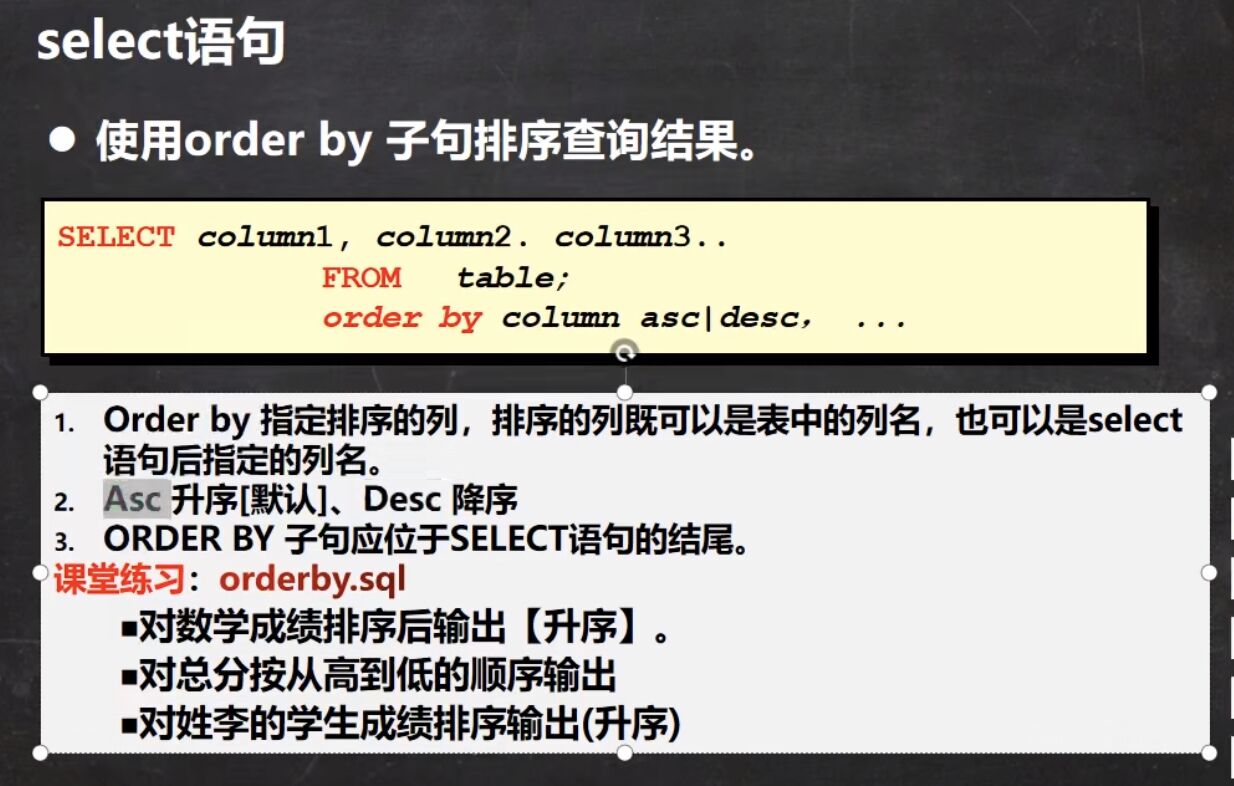 select语句
● 使用order by 子句排序查询结果。
SELECT column1, column2. column3..
FROM table;
order by column asc|desc, ...
1. Order by 指定排序的列，排序的列既可以是表中的列名，也可以是select
语句后指定的列名。
2. Asc 升序[默认]、Desc 降序
3. ORDER BY 子句应位于SELECT语句的结尾。
课堂练习：orderby.sql
■对数学成绩排序后输出【升序】。
■对总分按从高到低的顺序输出
■对姓李的学生成绩排序输出(升序)